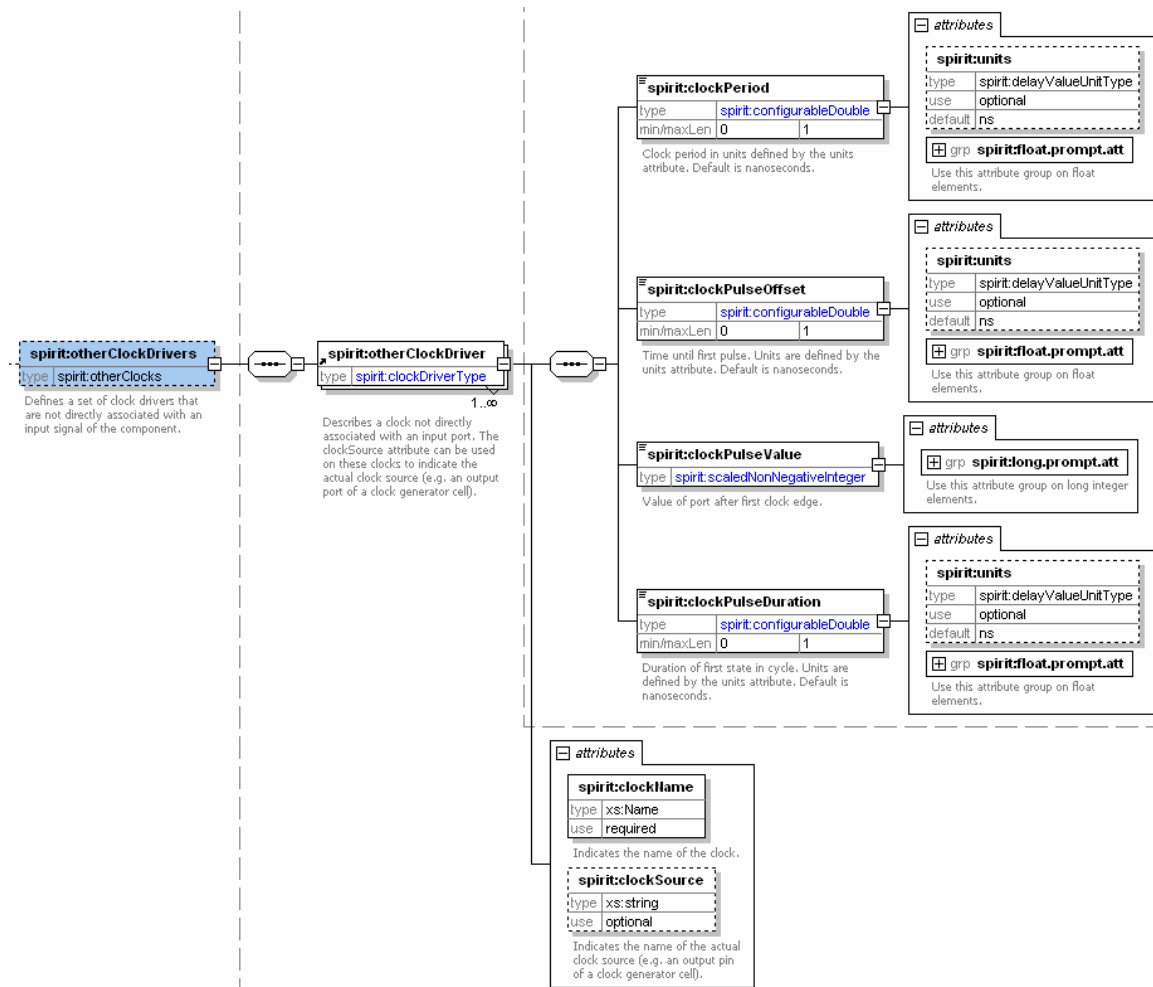 attributes
spirit:units
type spirit:delayValueUnitType
use optional
default ns
grp spirit:float.prompt.att
Use this attribute group on float
elements.
spirit:clockPeriod
type spirit:configurableDouble
min/maxLen 0 1
Clock period in units defined by the units
attribute. Default is nanoseconds.
attributes
spirit:units
type spirit:delayValueUnitType
use optional
default ns
grp spirit:float.prompt.att
Use this attribute group on float
elements.
spirit:clockPulseOffset
type spirit:configurableDouble
min/maxLen 0 1
Time until first pulse. Units are defined by the
units attribute. Default is nanoseconds.
spirit:otherClockDrivers
type spirit:otherClocks
Defines a set of clock drivers that
are not directly associated with an
input signal of the component.
spirit:otherClockDriver
type spirit:clockDriverType
1..∞
Describes a clock not directly
associated with an input port. The
clockSource attribute can be used
on these clocks to indicate the
actual clock source (e.g. an output
port of a clock generator cell).
spirit:clockPulseValue
type spirit:scaledNonNegativeInteger
Value of port after first clock edge.
attributes
grp spirit:long.prompt.att
Use this attribute group on long integer
elements.
spirit:clockPulseDuration
type spirit:configurableDouble
min/maxLen 0 1
Duration of first state in cycle. Units are
defined by the units attribute. Default is
nanoseconds.
attributes
spirit:units
type spirit:delayValueUnitType
use optional
default ns
grp spirit:float.prompt.att
Use this attribute group on float
elements.
attributes
spirit:clockName
type xs:Name
use required
Indicates the name of the clock.
spirit:clockSource
type xs:string
use optional
Indicates the name of the actual
clock source (e.g. an output pin
of a clock generator cell).